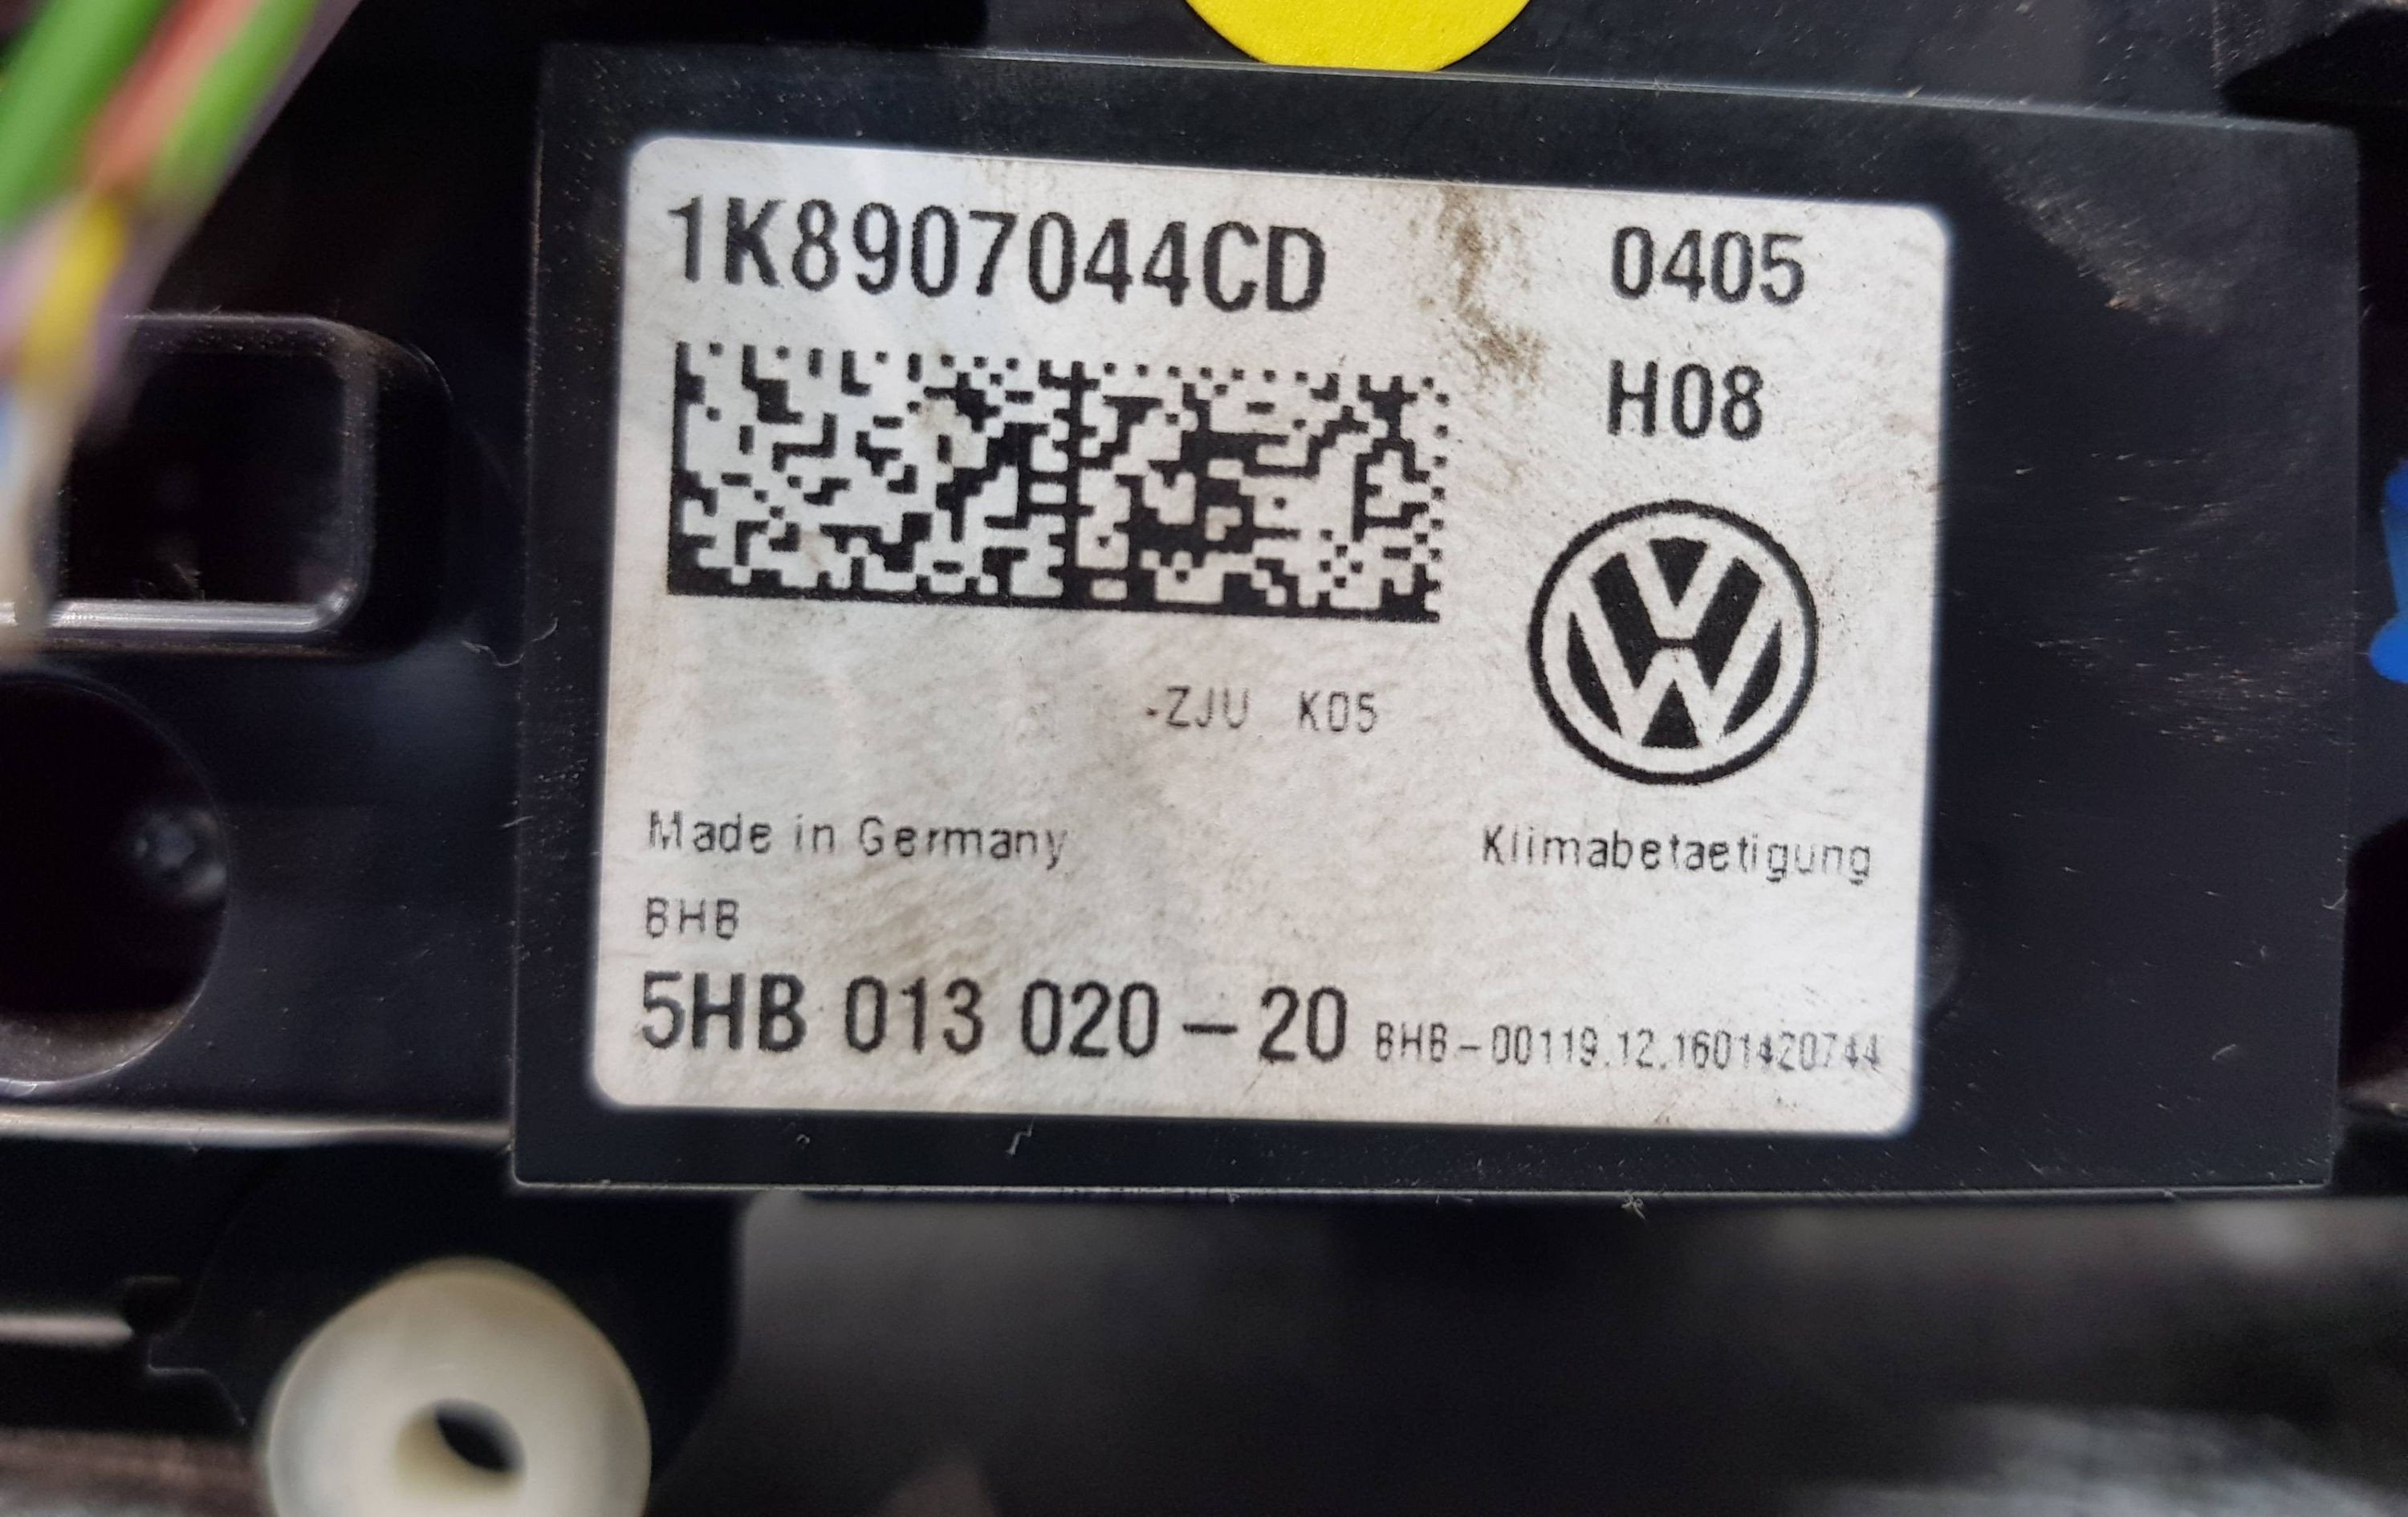 1K8907044CD 0405
H08
-ZJU K05
Made in Germany Klimabetaetigung
BHB
5HB 013 020-20 BHB-00119.12.1601420744